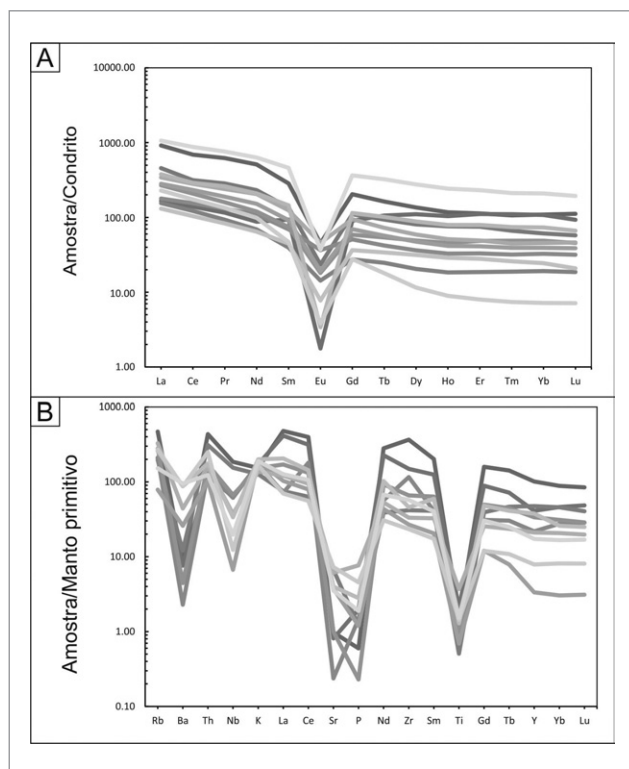 A
10000.00
1000.00
100.00
10.00
1.00
Amostra/Condrito
La Ce Pr Nd Sm Eu Gd Tb Dy Ho Er Tm Yb Lu
B
1000.00
100.00
10.00
1.00
0.10
Amostra/Manto primitivo
Rb Ba Th Nb K La Ce Sr P Nd Zr Sm Ti Gd Tb Y Yb Lu